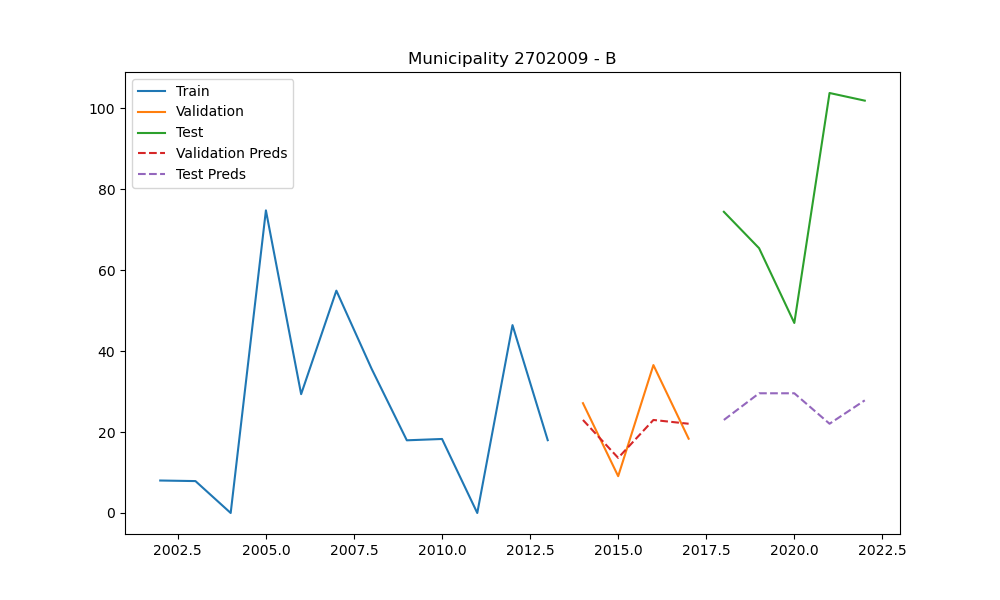 Municipality 2702009 - B
Train
Validation
Test
Validation Preds
Test Preds
100
80
60
40
20
0
2002.5 2005.0 2007.5 2010.0 2012.5 2015.0 2017.5 2020.0 2022.5